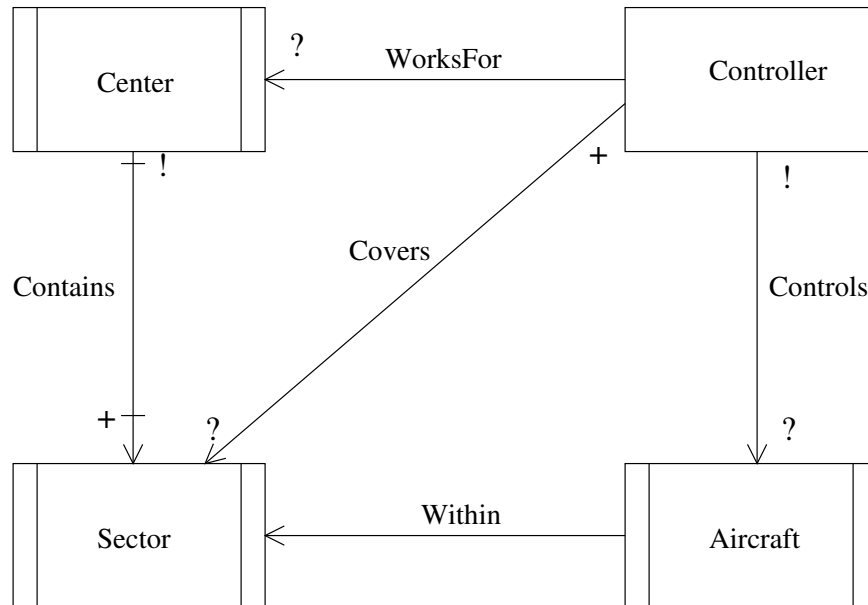 ?
WorksFor
Center
Controller
!
+
!
Covers
Contains
Controls
+
?
?
Within
Sector
Aircraft